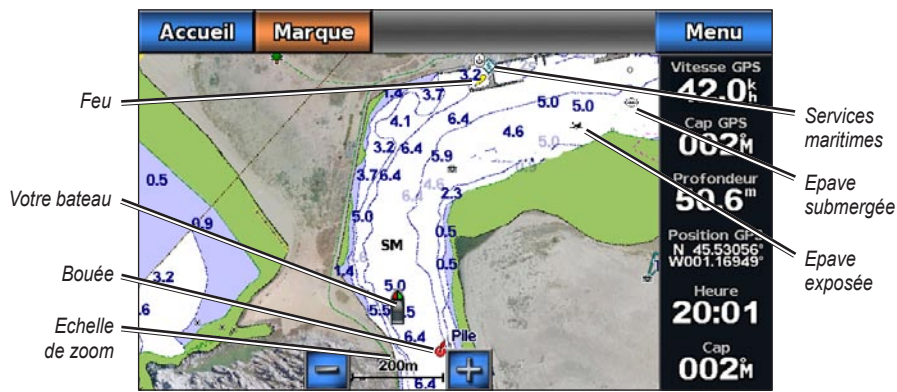 Accueil
Marque
Menu
Feu
Votre bateau
Bouée
Echelle
de zoom
Services
maritimes
Epave
submergée
Epave
exposée
3.2
1.4
3.7
5.0
5.0
4.1
6.4
4.6
5.0
3.2
6.4
5.9
3.7
6.4
4.6
6.4
2.3
5.0
0.5
0.5
0.5
0.9
SM
3.2
1.4
5.0
.6
5.5
.5
6.4
Pile
200m
6.4
Vitesse GPS
42.0 k/h
Cap GPS
002°M
Profondeur
50.6 m
Position GPS
N 45.53056°
W001.16949°
Heure
20:01
Cap
002°M